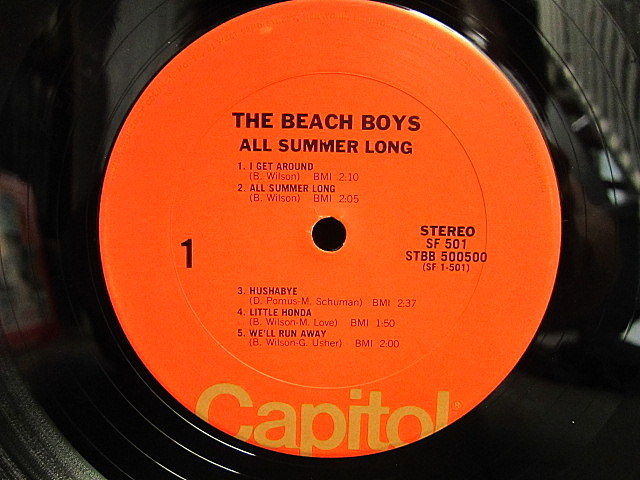 THE BEACH BOYS
ALL SUMMER LONG
1. I GET AROUND
(B. Wilson) BMI 2:10
2. ALL SUMMER LONG
(B. Wilson) BMI 2:05
1
STEREO
SF 501
STBB 500500
(SF 1-501)
3. HUSHABYE
(D. Pomus-M. Schuman) BMI 2:37
4. LITTLE HONDA
(B. Wilson-M. Love) BMI 1:50
5. WE'LL RUN AWAY
(B. Wilson-G. Usher) BMI 2:00
Capitol®